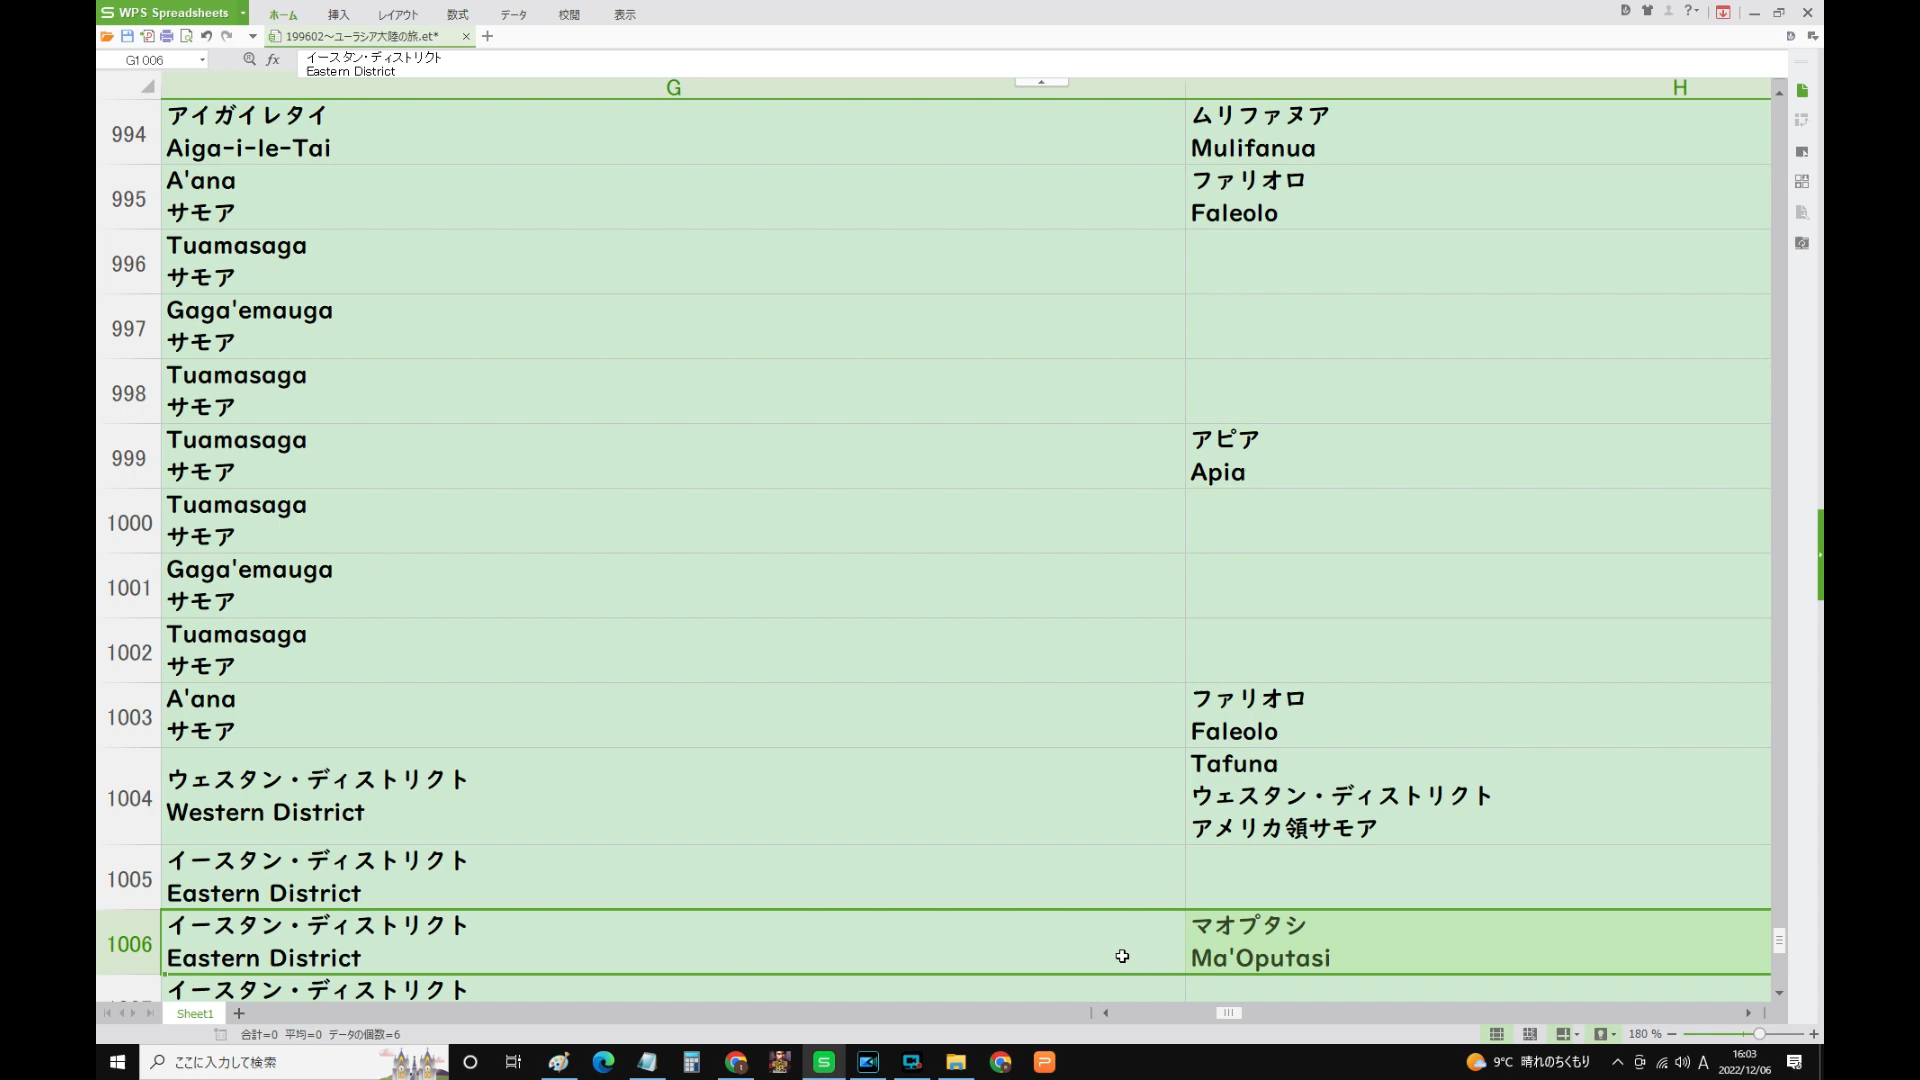 WPS Spreadsheets
ホーム
挿入
レイアウト
数式
データ
校閲
表示
199602～ユーラシア大陸の旅.et*
G1006
fx
イースタン・ディストリクト
Eastern District
G
H
994
アイガイレタイ
Aiga-i-le-Tai
ムリファヌア
Mulifanua
995
A'ana
サモア
ファリオロ
Faleolo
996
Tuamasaga
サモア
997
Gaga'emauga
サモア
998
Tuamasaga
サモア
999
Tuamasaga
サモア
アピア
Apia
1000
Tuamasaga
サモア
1001
Gaga'emauga
サモア
1002
Tuamasaga
サモア
1003
A'ana
サモア
ファリオロ
Faleolo
1004
ウェスタン・ディストリクト
Western District
Tafuna
ウェスタン・ディストリクト
アメリカ領サモア
1005
イースタン・ディストリクト
Eastern District
1006
イースタン・ディストリクト
Eastern District
マオプタシ
Ma'Oputasi
イースタン・ディストリクト
Sheet1
合計=0 平均=0 データの個数=6
180 %
ここに入力して検索
9°C 晴れのちくもり
A
16:03
2022/12/06